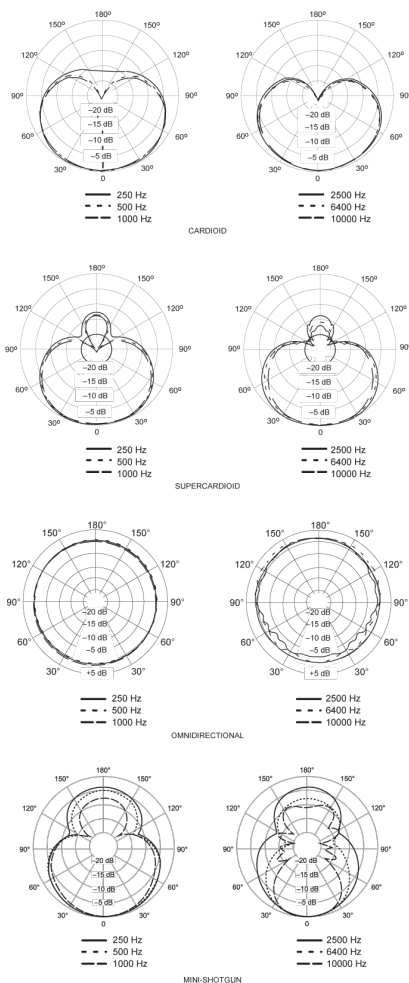 180º 180º
150º 150º 150º 150º
120º 120º 120º 120º
90º 90º 90º 90º
–20 dB –20 dB
–15 dB –15 dB
–10 dB –10 dB
–5 dB –5 dB
60º 60º 60º 60º
30º 30º 30º 30º
0 0
250 Hz 2500 Hz
500 Hz 6400 Hz
1000 Hz 10000 Hz
CARDIOID
180º 180º
150º 150º 150º 150º
120º 120º 120º 120º
90º 90º 90º 90º
–20 dB –20 dB
–15 dB –15 dB
60º 60º 60º 60º
–10 dB –10 dB
–5 dB –5 dB
30º 30º 30º 30º
0 0
250 Hz 2500 Hz
500 Hz 6400 Hz
1000 Hz 10000 Hz
SUPERCARDIOID
180° 180°
150° 150° 150° 150°
120° 120° 120° 120°
90° 90° 90° 90°
–20 dB –20 dB
–15 dB –15 dB
–10 dB –10 dB
60° 60° 60° 60°
–5 dB –5 dB
30° 30° 30° 30°
+5 dB +5 dB
250 Hz 2500 Hz
500 Hz 6400 Hz
1000 Hz 10000 Hz
OMNIDIRECTIONAL
180° 180°
150° 150° 150° 150°
120° 120° 120° 120°
90° 90° 90° 90°
–20 dB –20 dB
–15 dB –15 dB
60° 60° 60° 60°
–10 dB –10 dB
–5 dB –5 dB
30° 30° 30° 30°
0 0
250 Hz 2500 Hz
500 Hz 6400 Hz
1000 Hz 10000 Hz
MINI-SHOTGUN